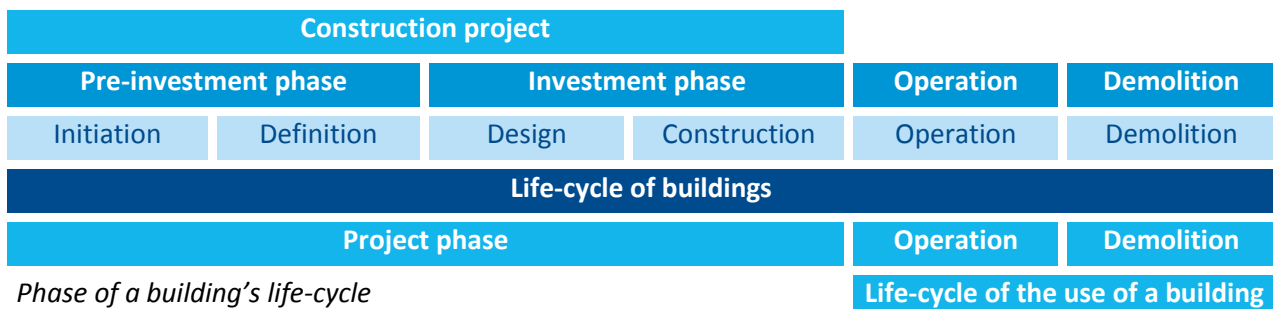 Construction project
Pre-investment phase Investment phase Operation Demolition
Initiation Definition Design Construction Operation Demolition
Life-cycle of buildings
Project phase Operation Demolition
Phase of a building's life-cycle Life-cycle of the use of a building